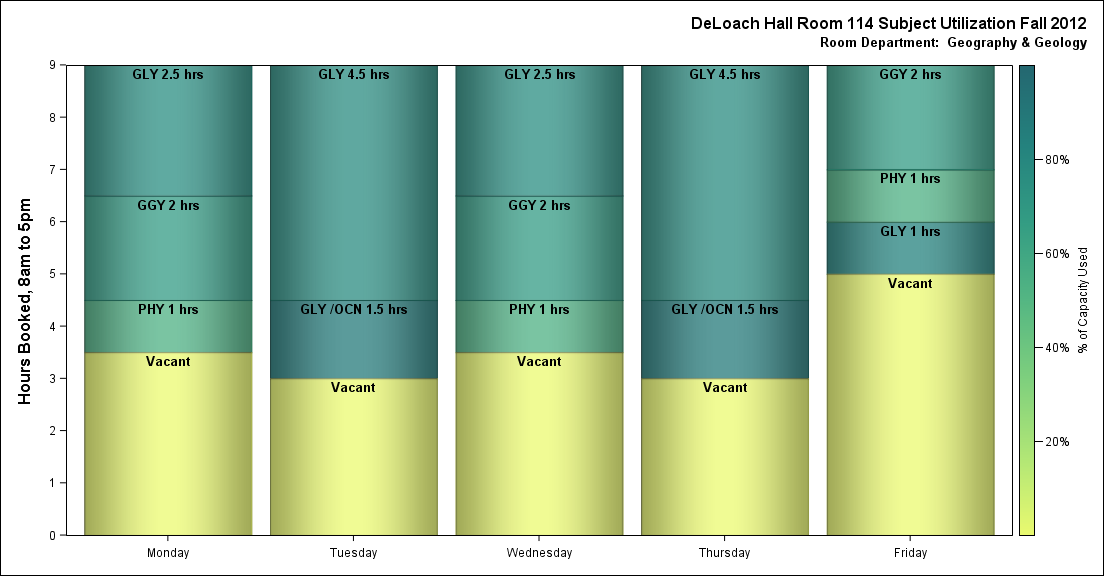 DeLoach Hall Room 114 Subject Utilization Fall 2012
Room Department:  Geography & Geology
Hours Booked, 8am to 5pm
9
8
7
6
5
4
3
2
1
0
GLY 2.5 hrs
GGY 2 hrs
PHY 1 hrs
Vacant
GLY 4.5 hrs
GLY /OCN 1.5 hrs
Vacant
GLY 2.5 hrs
GGY 2 hrs
PHY 1 hrs
Vacant
GLY 4.5 hrs
GLY /OCN 1.5 hrs
Vacant
GGY 2 hrs
PHY 1 hrs
GLY 1 hrs
Vacant
Monday
Tuesday
Wednesday
Thursday
Friday
80%
60%
40%
20%
% of Capacity Used